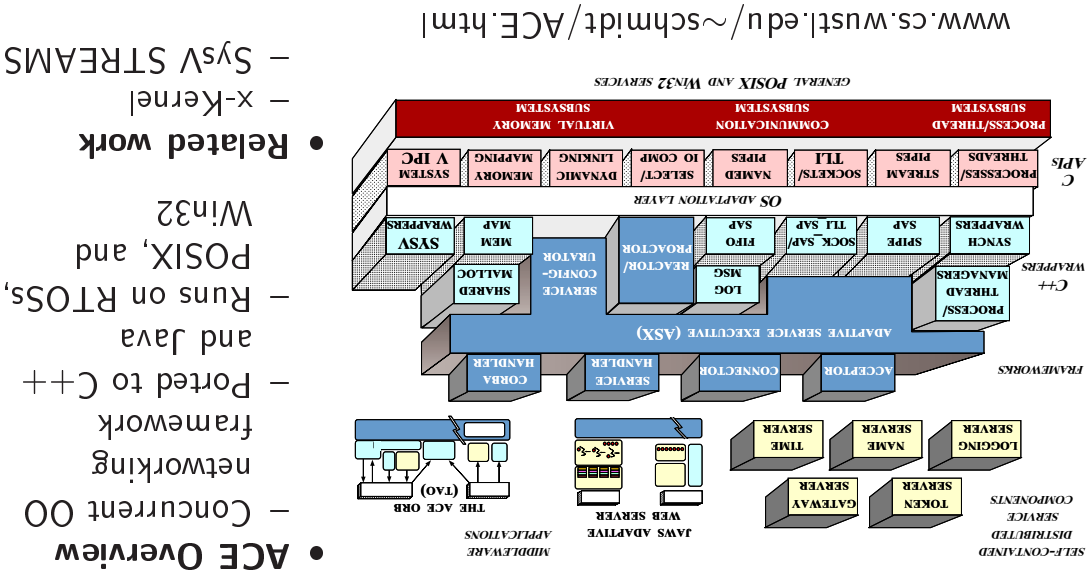 SELF-CONTAINED
DISTRIBUTED
SERVICE
COMPONENTS
TOKEN
SERVER
GATEWAY
SERVER
LOGGING
SERVER
NAME
SERVER
TIME
SERVER
JAWS ADAPTIVE
WEB SERVER
MIDDLEWARE
APPLICATIONS
THE ACE ORB
(TAO)
FRAMEWORKS
ACCEPTOR
CONNECTOR
SERVICE
HANDLER
CORBA
HANDLER
ADAPTIVE SERVICE EXECUTIVE (ASX)
C++
WRAPPERS
PROCESS/
THREAD
MANAGERS
LOG
MSG
REACTOR/
PROACTOR
SERVICE
CONFIG-
URATOR
SHARED
MALLOC
SYNCH
WRAPPERS
SPIPE
SAP
SOCK_SAP/
TLI_SAP
FIFO
SAP
MEM
MAP
SYSV
WRAPPERS
OS ADAPTATION LAYER
C
APIS
PROCESSES/
THREADS
STREAM
PIPES
SOCKETS/
TLI
NAMED
PIPES
SELECT/
IO COMP
DYNAMIC
LINKING
MEMORY
MAPPING
SYSTEM
V IPC
PROCESS/THREAD
SUBSYSTEM
COMMUNICATION
SUBSYSTEM
VIRTUAL MEMORY
SUBSYSTEM
GENERAL POSIX AND WIN32 SERVICES
• ACE Overview
– Concurrent OO
networking
framework
– Ported to C++
and Java
– Runs on RTOSs,
POSIX, and
Win32
• Related work
– x-Kernel
– SysV STREAMS
www.cs.wustl.edu/~schmidt/ACE.html